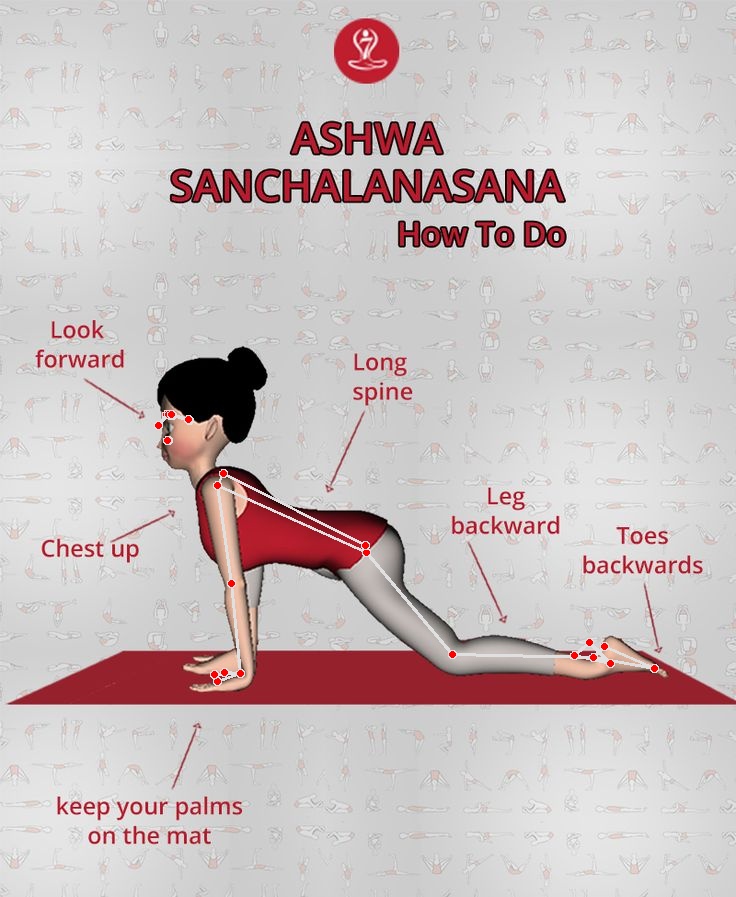 ASHWA
SANCHALANASANA
How To Do
Look
forward
Long
spine
Leg
backward
Toes
backwards
Chest up
keep your palms
on the mat